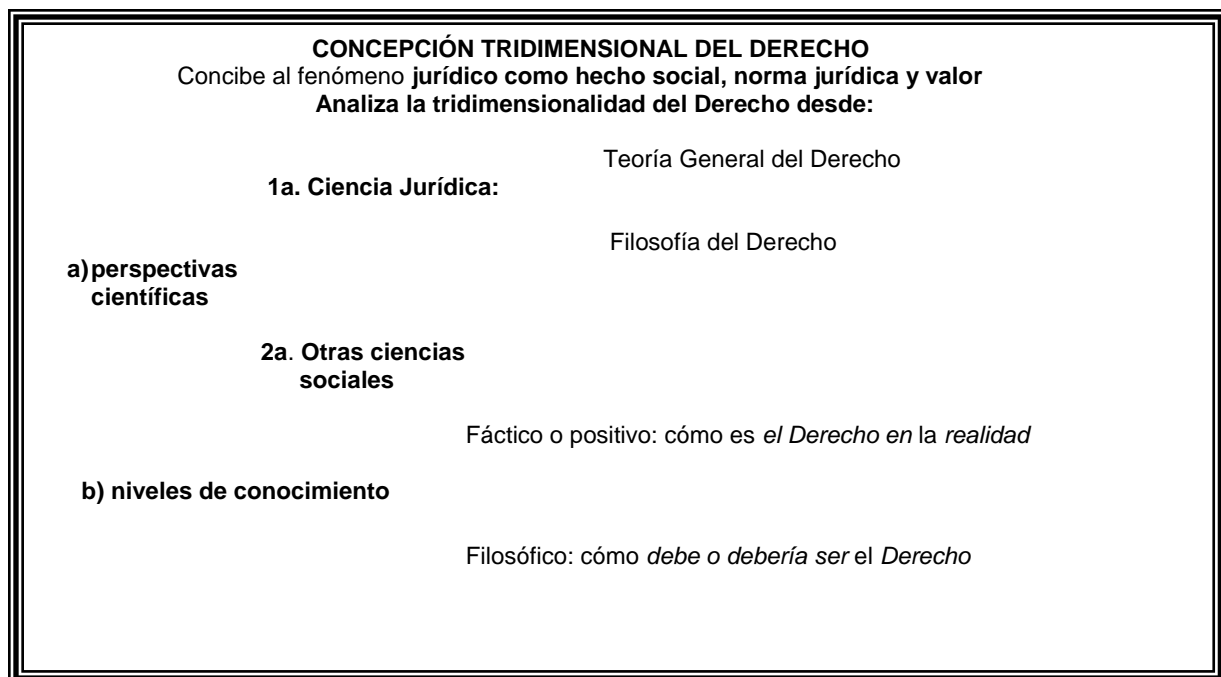 CONCEPCIÓN TRIDIMENSIONAL DEL DERECHO
Concibe al fenómeno jurídico como hecho social, norma jurídica y valor
Analiza la tridimensionalidad del Derecho desde:
Teoría General del Derecho
1a. Ciencia Jurídica:
Filosofía del Derecho
a) perspectivas
científicas
2a. Otras ciencias
sociales
Fáctico o positivo: cómo es el Derecho en la realidad
b) niveles de conocimiento
Filosófico: cómo debe o debería ser el Derecho